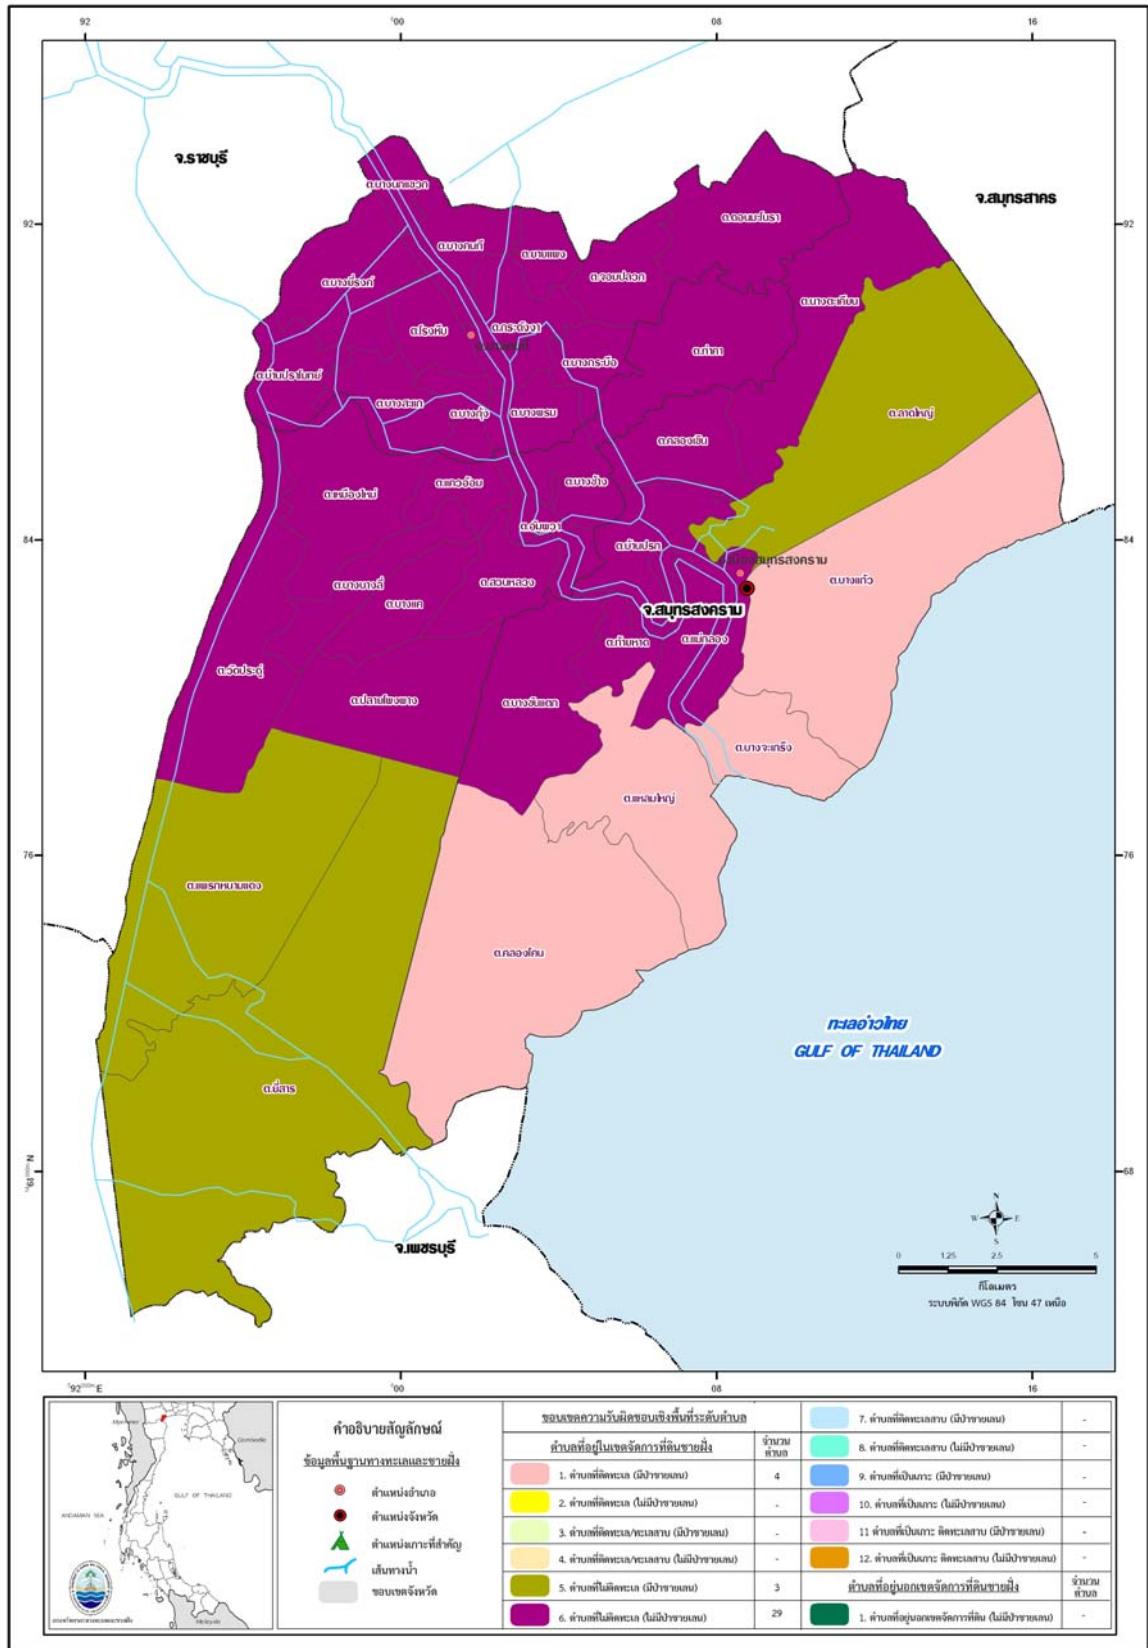 92
⁵00
08
16
จ.ราชบุรี
จ.สมุทรสาคร
92
92
ต.บางนกแขวก
ต.ดอนมะโนรา
ต.บางคนที
ต.ยายแพง
ต.จอมปลวก
ต.บางยี่รงค์
ต.บางตะเคียน
ต.โรงหีบ
ต.กระดังงา
ต.ท่าคา
ต.บางกระบือ
ต.บ้านปราโมทย์
ต.บางสะแก
ต.บางกุ้ง
ต.บางพรม
ต.ลาดใหญ่
ต.คลองเขิน
ต.แควอ้อม
ต.บางช้าง
ต.เหมืองใหม่
ต.อัมพวา
84
84
ต.บ้านปรก
อ.เมืองสมุทรสงคราม
ต.บางนางลี่
ต.สวนหลวง
ต.บางแก้ว
ต.บางแค
จ.สมุทรสงคราม
ต.ท้ายหาด
ต.แม่กลอง
ต.วัดประดู่
ต.ปลายโพงพาง
ต.บางขันแตก
ต.บางจะเกร็ง
ต.แหลมใหญ่
76
76
ต.แพรกหนามแดง
ต.คลองโคน
ทะเลอ่าวไทย
GULF OF THAILAND
ต.ยี่สาร
68
N
W
E
S
จ.เพชรบุรี
0
1.25
2.5
5
กิโลเมตร
ระบบพิกัด WGS 84 โซน 47 เหนือ
⁵92⁰⁰⁰ᵐ E
⁵00
08
16
Myanmar
Cambodia
GULF OF THAILAND
ANDAMAN SEA
Malaysia
กรมทรัพยากรทางทะเลและชายฝั่ง
คำอธิบายสัญลักษณ์
ข้อมูลพื้นฐานทางทะเลและชายฝั่ง
ตำแหน่งอำเภอ
ตำแหน่งจังหวัด
ตำแหน่งเกาะที่สำคัญ
เส้นทางน้ำ
ขอบเขตจังหวัด
ขอบเขตความรับผิดชอบเชิงพื้นที่ระดับตำบล
ตำบลที่อยู่ในเขตจัดการที่ดินชายฝั่ง
จำนวน
ตำบล
1. ตำบลที่ติดทะเล (มีป่าชายเลน)
4
2. ตำบลที่ติดทะเล (ไม่มีป่าชายเลน)
-
3. ตำบลที่ติดทะเล/ทะเลสาบ (มีป่าชายเลน)
-
4. ตำบลที่ติดทะเล/ทะเลสาบ (ไม่มีป่าชายเลน)
-
5. ตำบลที่ไม่ติดทะเล (มีป่าชายเลน)
3
6. ตำบลที่ไม่ติดทะเล (ไม่มีป่าชายเลน)
29
7. ตำบลที่ติดทะเลสาบ (มีป่าชายเลน)
-
8. ตำบลที่ติดทะเลสาบ (ไม่มีป่าชายเลน)
-
9. ตำบลที่เป็นเกาะ (มีป่าชายเลน)
-
10. ตำบลที่เป็นเกาะ (ไม่มีป่าชายเลน)
-
11 ตำบลที่เป็นเกาะ ติดทะเลสาบ (มีป่าชายเลน)
-
12. ตำบลที่เป็นเกาะ ติดทะเลสาบ (ไม่มีป่าชายเลน)
-
ตำบลที่อยู่นอกเขตจัดการที่ดินชายฝั่ง
จำนวน
ตำบล
1. ตำบลที่อยู่นอกเขตจัดการที่ดิน (ไม่มีป่าชายเลน)
-